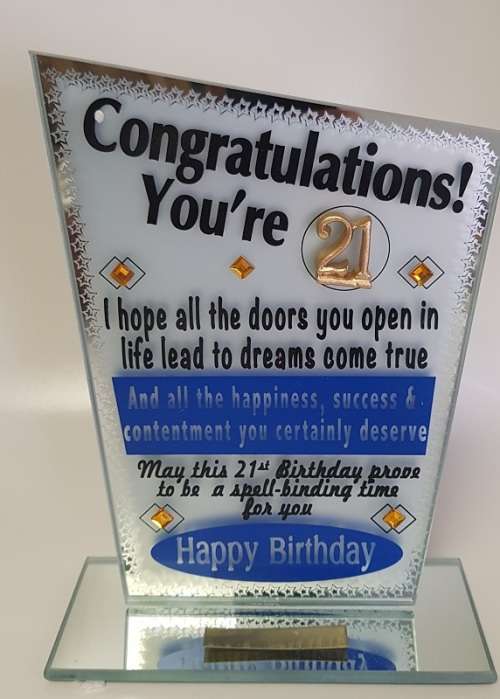 Congratulations!
You're 21
I hope all the doors you open in
life lead to dreams come true
And all the happiness, success &
contentment you certainly deserve
May this 21st Birthday prove
to be a spell-binding time
for you
Happy Birthday